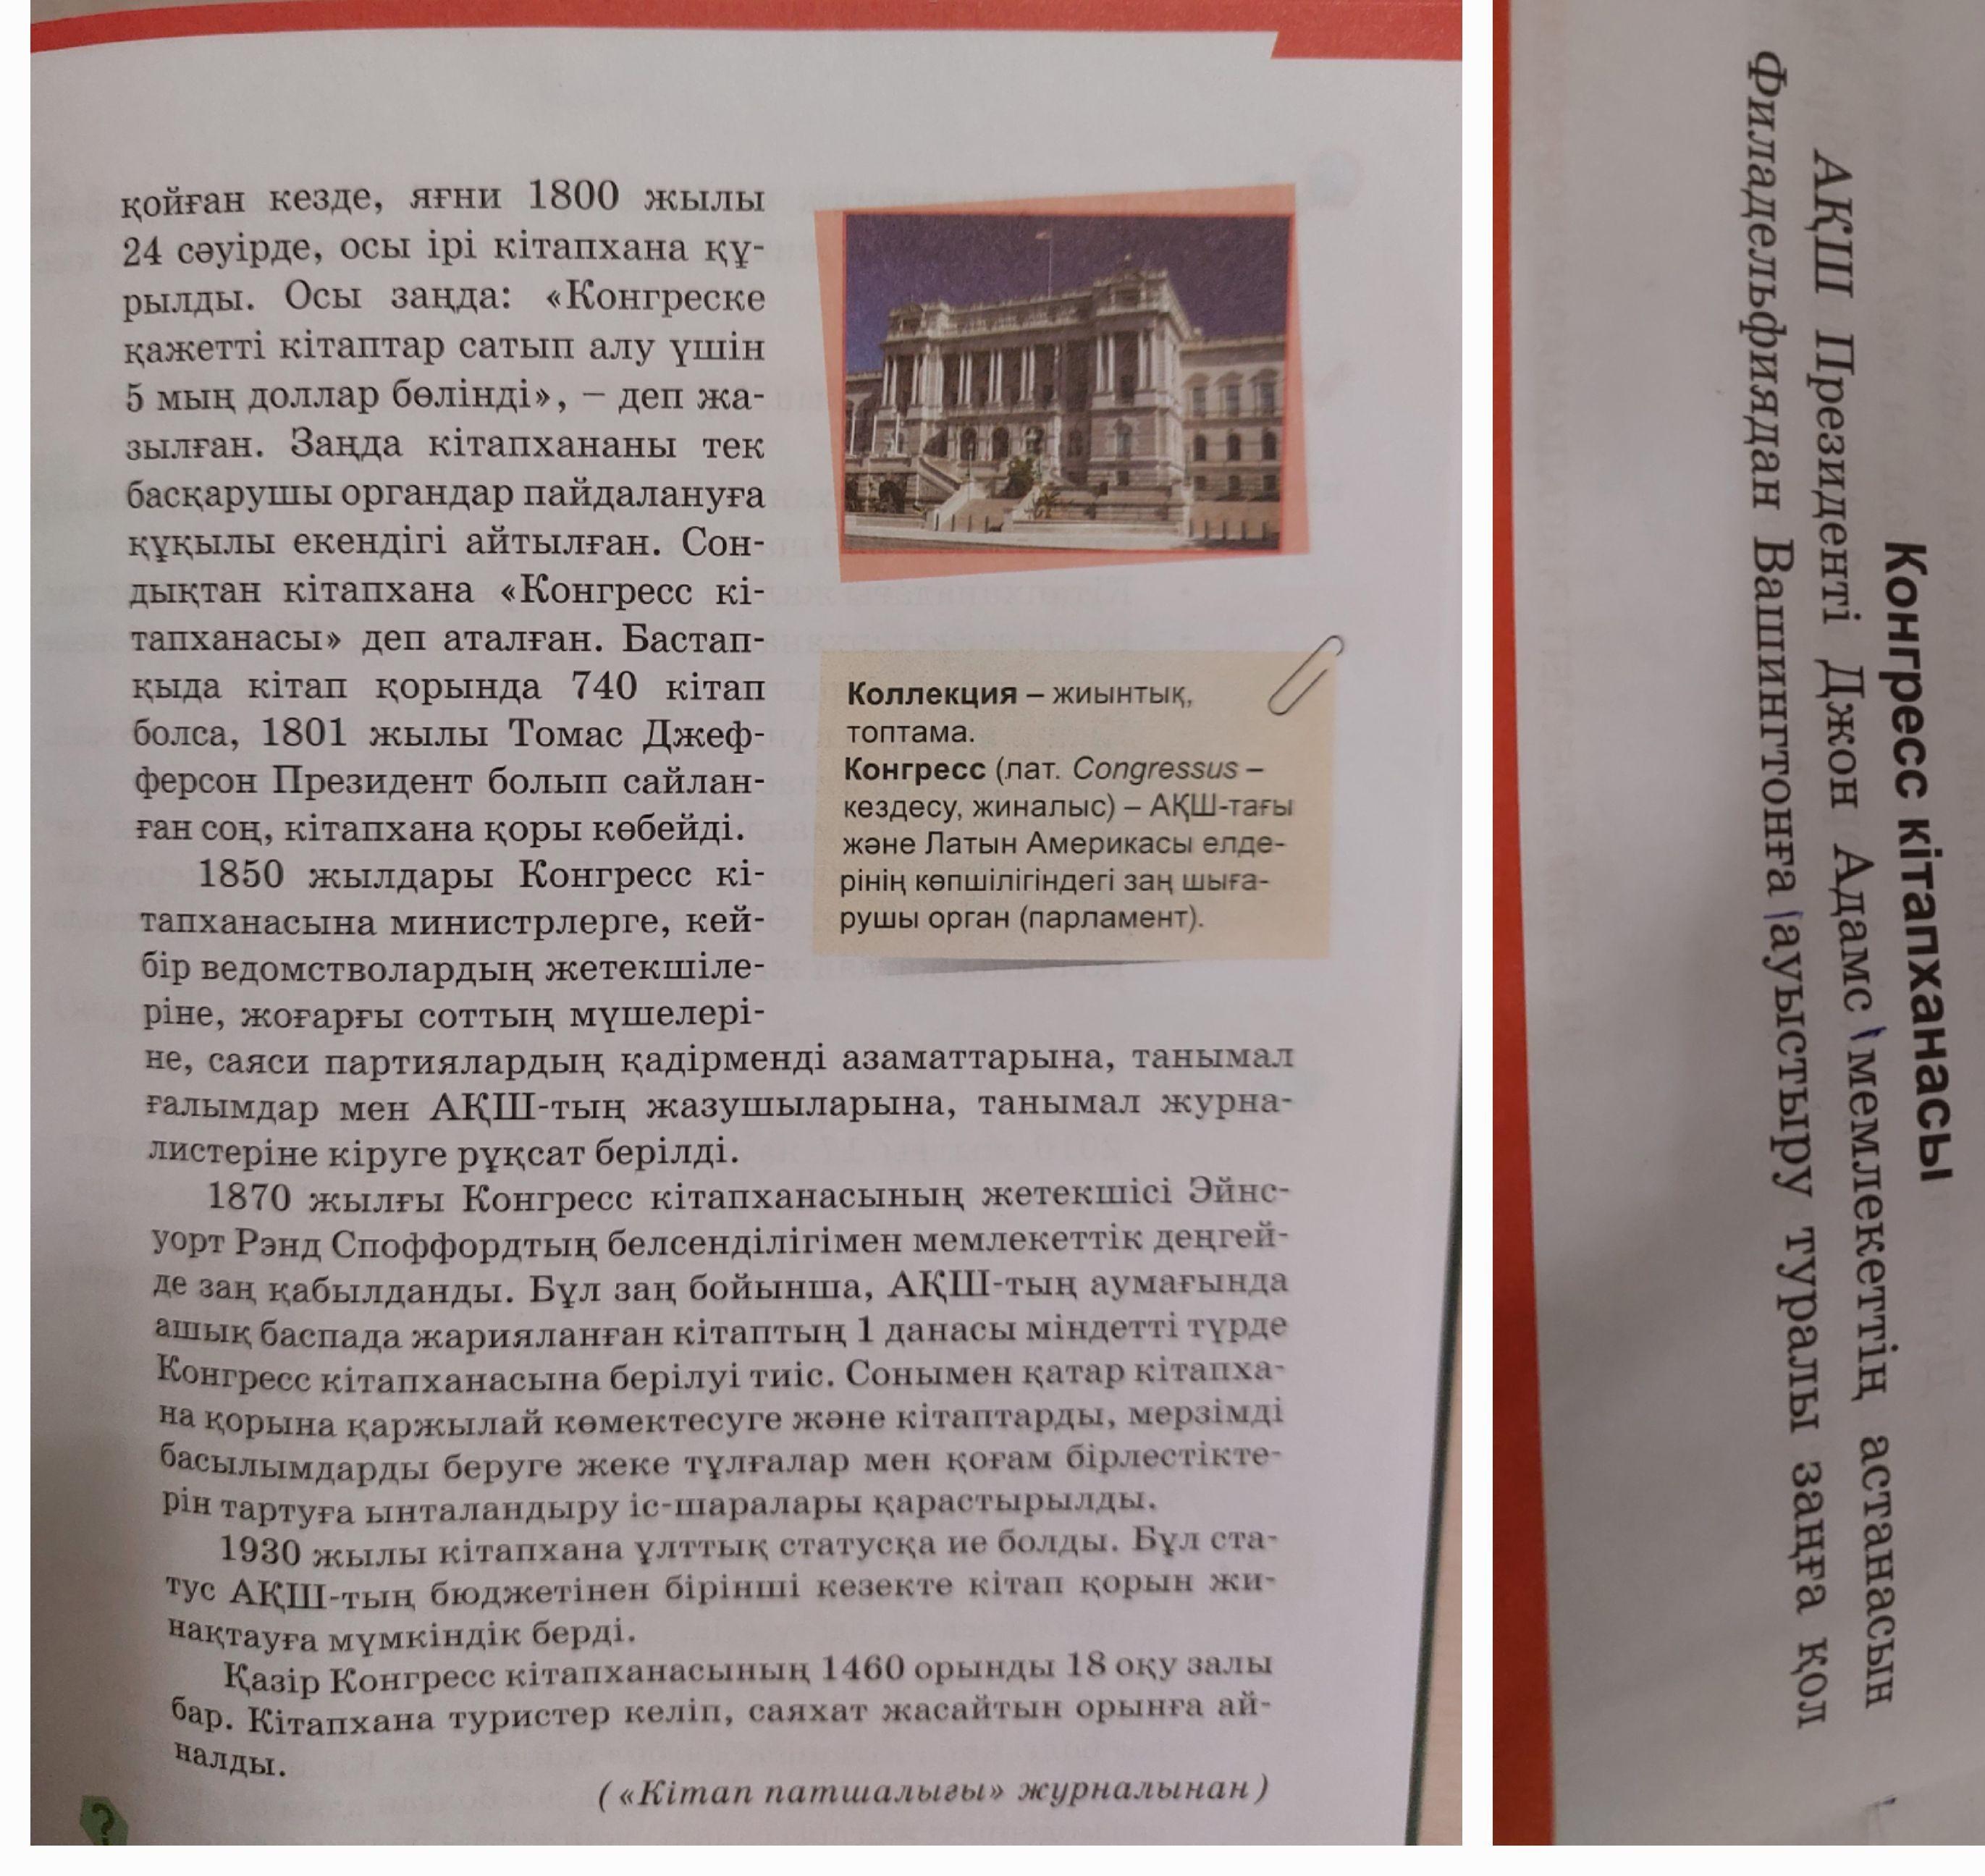 Конгресс кітапханасы
АҚШ Президенті Джон Адамс мемлекеттің астанасын
Филадельфиядан Вашингтонға ауыстыру туралы заңға қол
қойған кезде, яғни 1800 жылы
24 сәуірде, осы ірі кітапхана құ-
рылды. Осы заңда: «Конгреске
қажетті кітаптар сатып алу үшін
5 мың доллар бөлінді», – деп жа-
зылған. Заңда кітапхананы тек
басқарушы органдар пайдалануға
құқылы екендігі айтылған. Сон-
дықтан кітапхана «Конгресс кі-
тапханасы» деп аталған. Бастап-
қыда кітап қорында 740 кітап
болса, 1801 жылы Томас Джеф-
ферсон Президент болып сайлан-
ған соң, кітапхана қоры көбейді.
1850 жылдары Конгресс кі-
тапханасына министрлерге, кей-
бір ведомстволардың жетекшіле-
ріне, жоғарғы соттың мүшелері-
не, саяси партиялардың қадірменді азаматтарына, танымал
ғалымдар мен АҚШ-тың жазушыларына, танымал журна-
листеріне кіруге рұқсат берілді.
1870 жылғы Конгресс кітапханасының жетекшісі Эйнс-
уорт Рэнд Споффордтың белсенділігімен мемлекеттік деңгей-
де заң қабылданды. Бұл заң бойынша, АҚШ-тың аумағында
ашық баспада жарияланған кітаптың 1 данасы міндетті түрде
Конгресс кітапханасына берілуі тиіс. Сонымен қатар кітапха-
на қорына қаржылай көмектесуге және кітаптарды, мерзімді
басылымдарды беруге жеке тұлғалар мен қоғам бірлестікте-
рін тартуға ынталандыру іс-шаралары қарастырылды.
1930 жылы кітапхана ұлттық статусқа ие болды. Бұл ста-
тус АҚШ-тың бюджетінен бірінші кезекте кітап қорын жи-
нақтауға мүмкіндік берді.
Қазір Конгресс кітапханасының 1460 орынды 18 оқу залы
бар. Кітапхана туристер келіп, саяхат жасайтын орынға ай-
налды.
(«Кітап патшалығы» журналынан)
Коллекция – жиынтық,
топтама.
Конгресс (лат. Congressus –
кездесу, жиналыс) – АҚШ-тағы
және Латын Америкасы елде-
рінің көпшілігіндегі заң шыға-
рушы орган (парламент).
?